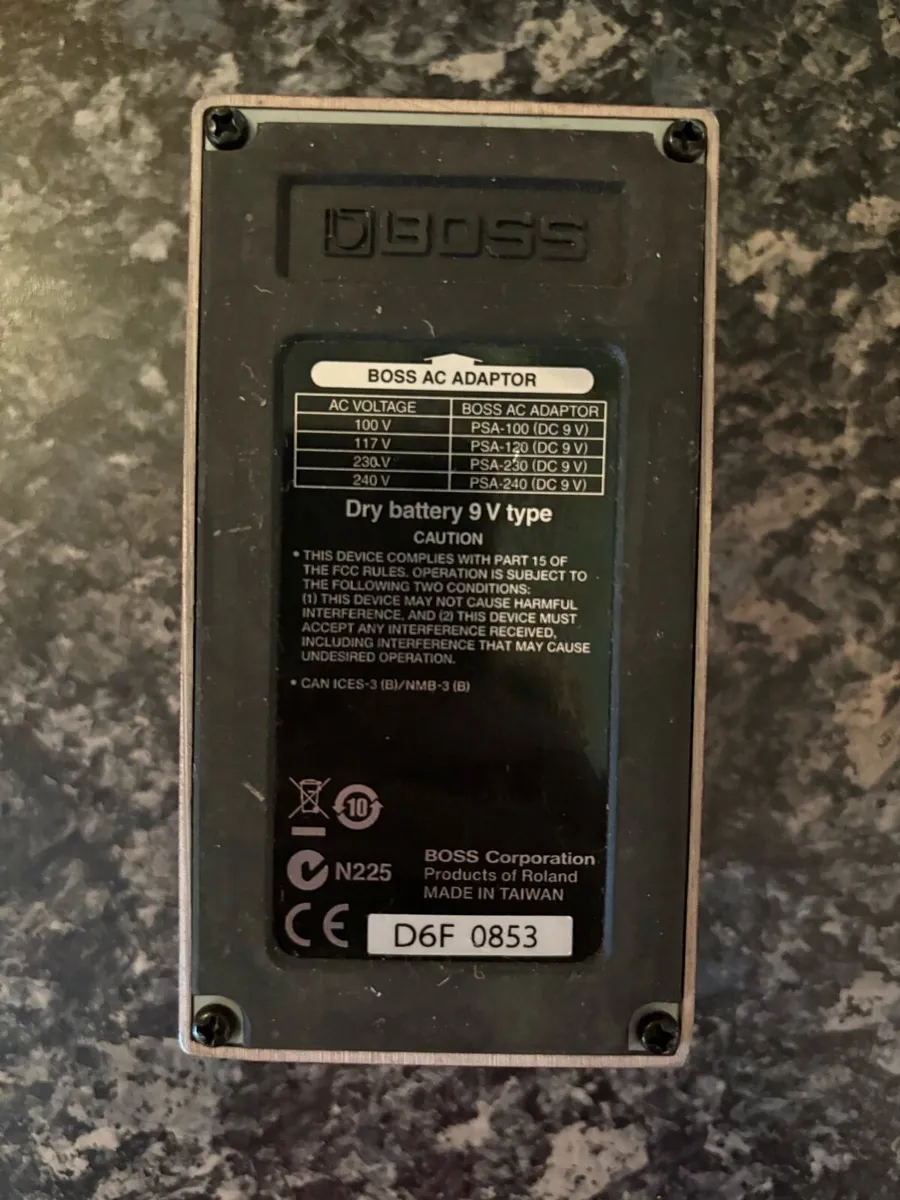 BOSS
BOSS AC ADAPTOR
AC VOLTAGE BOSS AC ADAPTOR
100 V PSA-100 (DC 9 V)
117 V PSA-120 (DC 9 V)
230 V PSA-230 (DC 9 V)
240 V PSA-240 (DC 9 V)
Dry battery 9 V type
CAUTION
• THIS DEVICE COMPLIES WITH PART 15 OF
THE FCC RULES. OPERATION IS SUBJECT TO
THE FOLLOWING TWO CONDITIONS:
(1) THIS DEVICE MAY NOT CAUSE HARMFUL
INTERFERENCE, AND (2) THIS DEVICE MUST
ACCEPT ANY INTERFERENCE RECEIVED,
INCLUDING INTERFERENCE THAT MAY CAUSE
UNDESIRED OPERATION.
• CAN ICES-3 (B)/NMB-3 (B)
10
N225
BOSS Corporation
Products of Roland
MADE IN TAIWAN
CE
D6F 0853